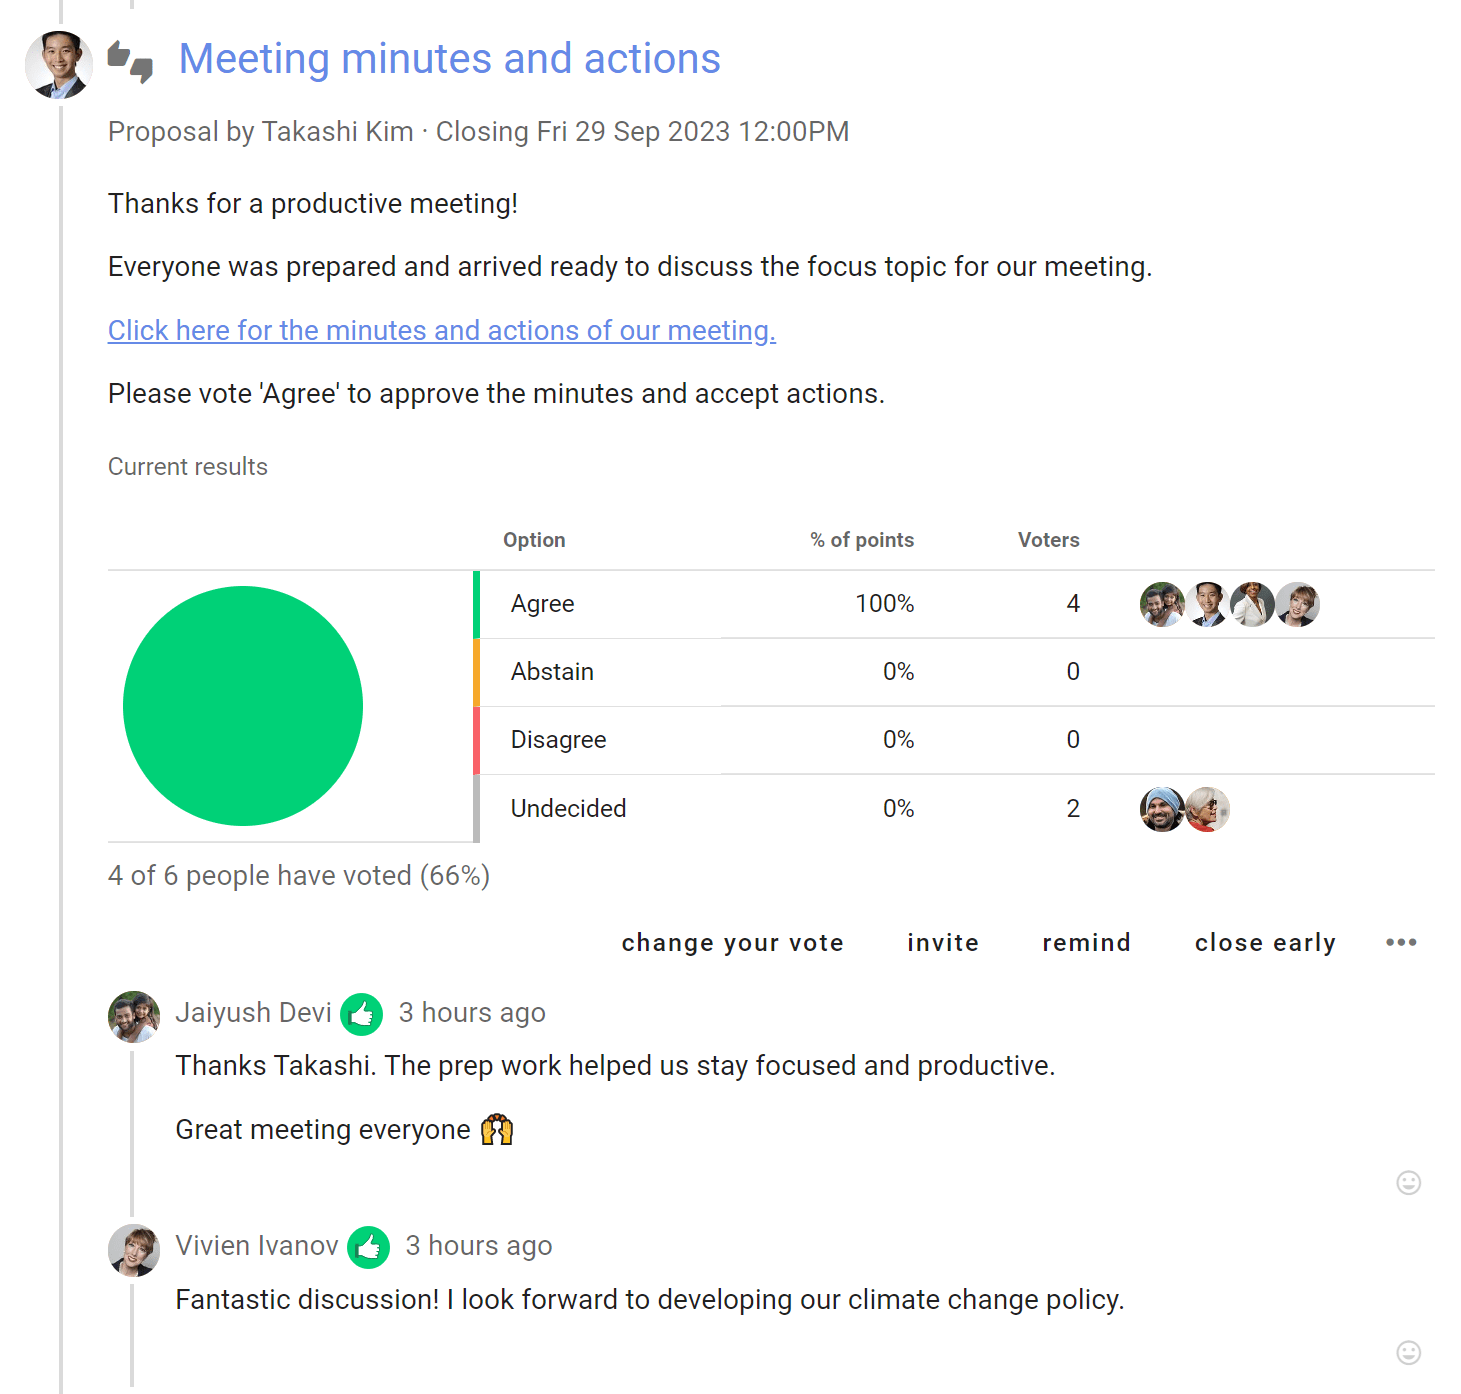 Meeting minutes and actions
Proposal by Takashi Kim · Closing Fri 29 Sep 2023 12:00PM
Thanks for a productive meeting!
Everyone was prepared and arrived ready to discuss the focus topic for our meeting.
Click here for the minutes and actions of our meeting.
Please vote 'Agree' to approve the minutes and accept actions.
Current results
Option % of points Voters
Agree 100% 4
Abstain 0% 0
Disagree 0% 0
Undecided 0% 2
4 of 6 people have voted (66%)
change your vote invite remind close early
Jaiyush Devi 3 hours ago
Thanks Takashi. The prep work helped us stay focused and productive.
Great meeting everyone 🙌
Vivien Ivanov 3 hours ago
Fantastic discussion! I look forward to developing our climate change policy.